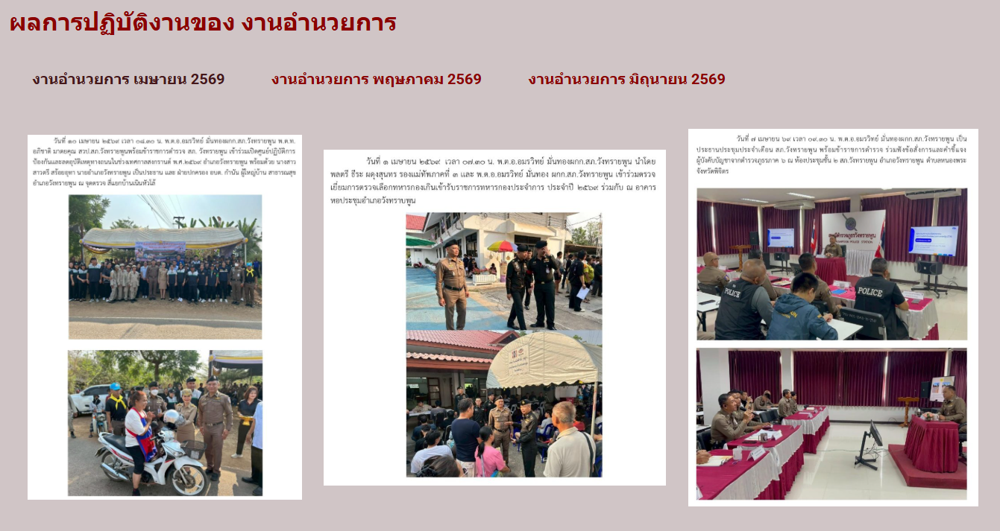 ผลการปฏิบัติงานของ งานอำนวยการ
งานอำนวยการ เมษายน 2569
งานอำนวยการ พฤษภาคม 2569
งานอำนวยการ มิถุนายน 2569
วันที่ ๑๐ เมษายน ๒๕๖๙ เวลา ๐๘.๓๐ น. พ.ต.อ.อมรวิทย์ มั่นทองผกก.สภ.วังทรายพูน พ.ต.ท.
อภิชาติ มาตยคุณ สวป.สภ.วังทรายพูนพร้อมข้าราชการตำรวจ สภ. วังทรายพูน เข้าร่วมเปิดศูนย์ปฏิบัติการ
ป้องกันและลดอุบัติเหตุทางถนนในช่วงเทศกาลสงกรานต์ พ.ศ.๒๕๖๙ อำเภอวังทรายพูน พร้อมด้วย นางสาว
สาวตรี สร้อยอุทา นายอำเภอวังทรายพูน เป็นประธาน และ ฝ่ายปกครอง อบต. กำนัน ผู้ใหญ่บ้าน สาธารณสุข
อำเภอวังทรายพูน ณ จุดตรวจ สี่แยกบ้านเนินหัวโล้
วันที่ ๑ เมษายน ๒๕๖๙ เวลา ๐๗.๓๐ น. พ.ต.อ.อมรวิทย์ มั่นทองผกก.สภ.วังทรายพูน นำโดย
พลตรี ธีระ ผดุงสุนทร รองแม่ทัพภาคที่ ๓ และ พ.ต.อ.อมรวิทย์ มั่นทอง ผกก.สภ.วังทรายพูน เข้าร่วมตรวจ
เยี่ยมการตรวจเลือกทหารกองเกินเข้ารับราชการทหารกองประจำการ ประจำปี ๒๕๖๙ ร่วมกับ ณ อาคาร
หอประชุมอำเภอวังทราบพูน
วันที่ ๗ เมษายน ๖๙ เวลา ๐๙.๓๐ น. พ.ต.อ.อมรวิทย์ มั่นทองผกก.สภ.วังทรายพูน เป็น
ประธานประชุมประจำเดือน สภ.วังทรายพูน พร้อมข้าราชการตำรวจ ร่วมฟังข้อสั่งการและคำชี้แจง
ผู้บังคับบัญชาจากตำรวจภูธรภาค ๖ ณ ห้องประชุมชั้น ๒ สภ.วังทรายพูน อำเภอวังทรายพูน ตำบลหนองพระ
จังหวัดพิจิตร
POLICE
POLICE